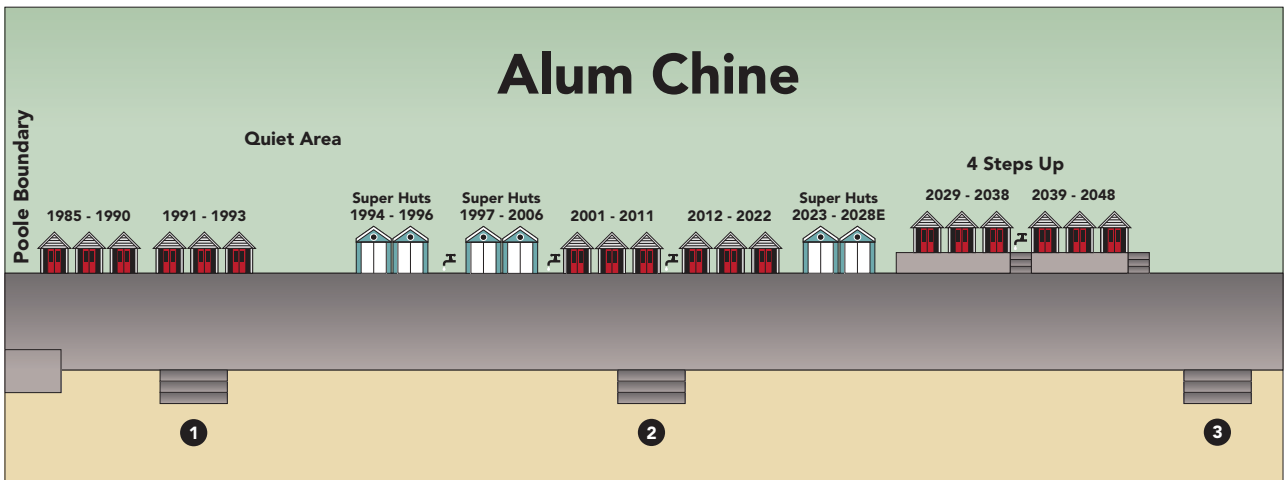 Alum Chine
Poole Boundary
Quiet Area
4 Steps Up
1985 - 1990
1991 - 1993
Super Huts
1994 - 1996
Super Huts
1997 - 2006
2001 - 2011
2012 - 2022
Super Huts
2023 - 2028E
2029 - 2038
2039 - 2048
1
2
3